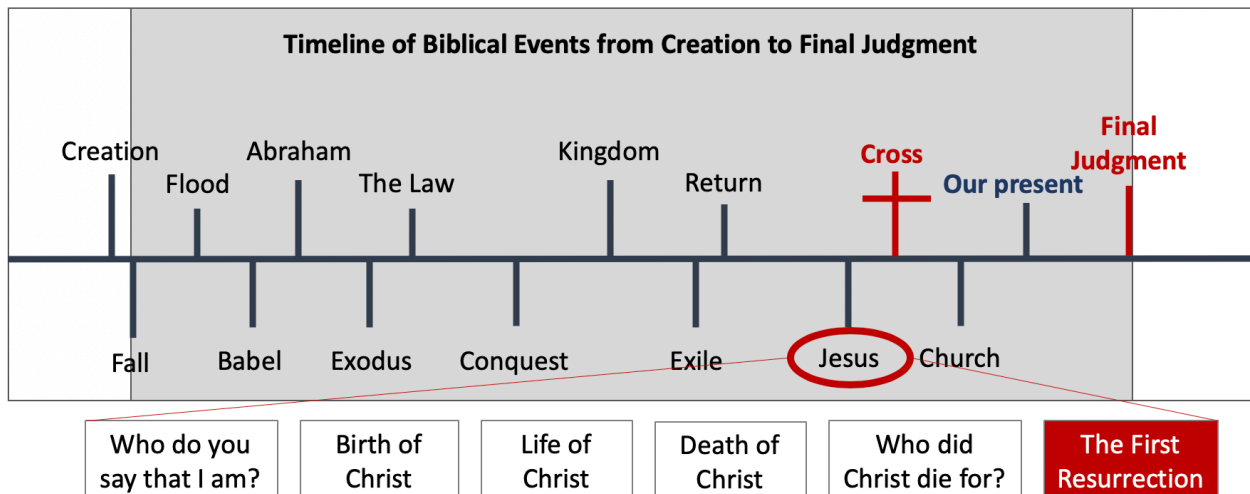 Timeline of Biblical Events from Creation to Final Judgment
Creation
Flood
Abraham
The Law
Kingdom
Return
Cross
Our present
Final
Judgment
Fall
Babel
Exodus
Conquest
Exile
Jesus
Church
Who do you
say that I am?
Birth of
Christ
Life of
Christ
Death of
Christ
Who did
Christ die for?
The First
Resurrection